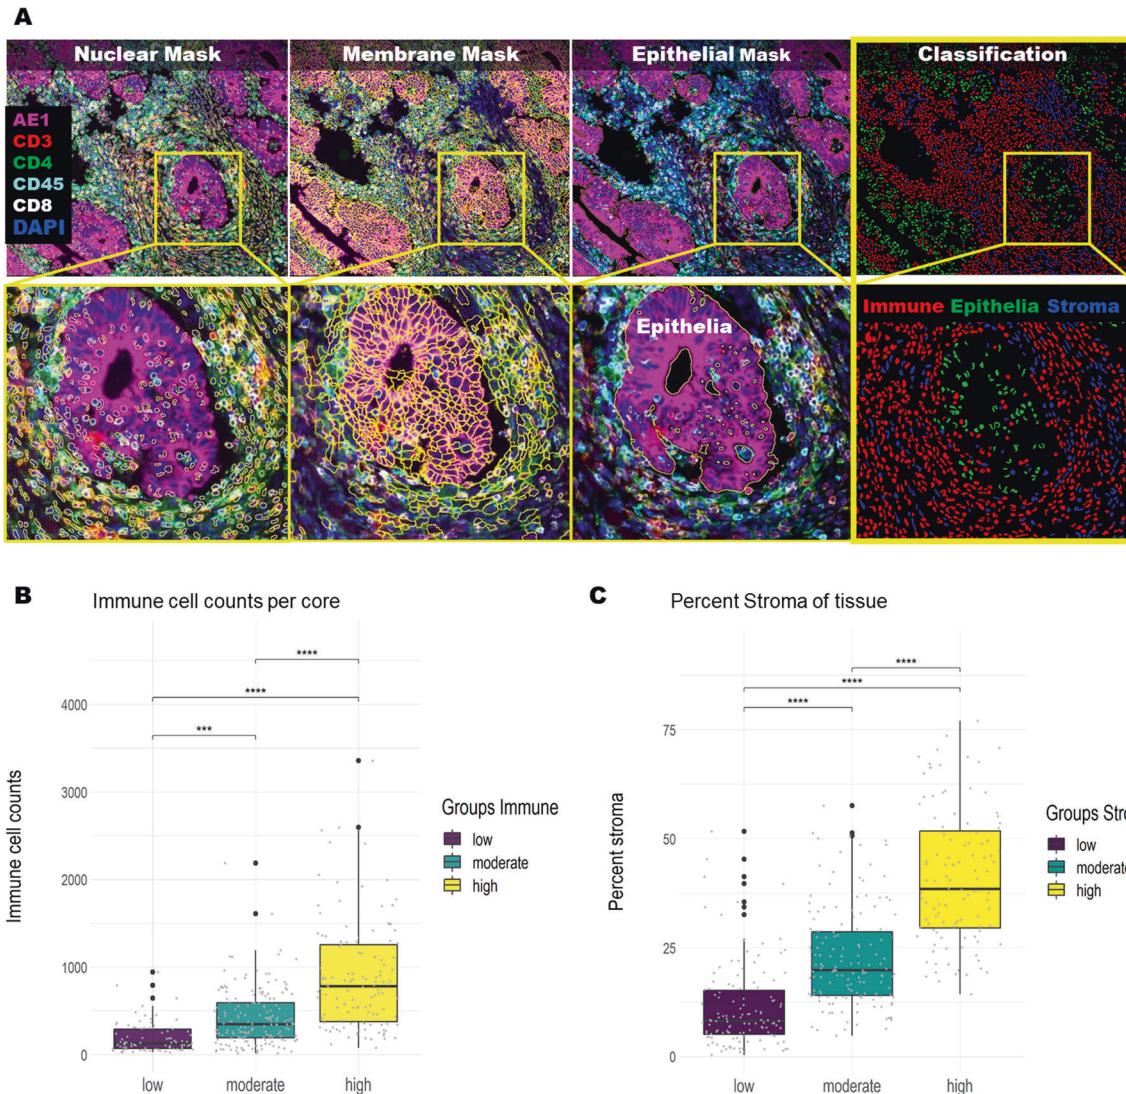 A
Nuclear Mask
Membrane Mask
Epithelial Mask
Classification
AE1
CD3
CD4
CD45
CD8
DAPI
Epithelia
Immune Epithelia Stroma
B
Immune cell counts per core
****
****
***
4000
3000
2000
1000
0
Immune cell counts
low
moderate
high
Groups Immune
low
moderate
high
C
Percent Stroma of tissue
****
****
****
75
50
25
0
Percent stroma
low
moderate
high
Groups Stro
low
moderate
high